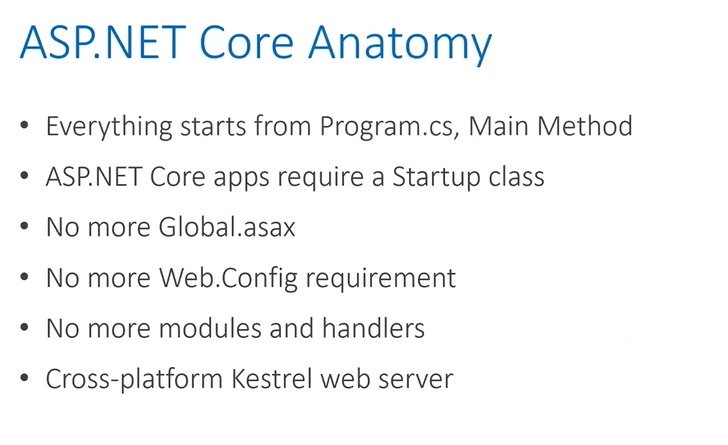 ASP.NET Core Anatomy
• Everything starts from Program.cs, Main Method
• ASP.NET Core apps require a Startup class
• No more Global.asax
• No more Web.Config requirement
• No more modules and handlers
• Cross-platform Kestrel web server